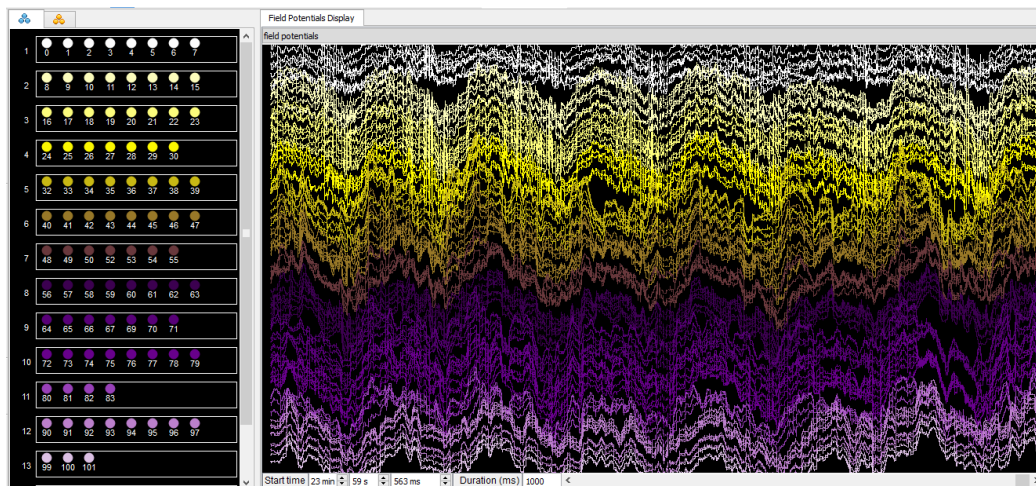 Field Potentials Display
field potentials
1 0 1 2 3 4 5 6 7
2 8 9 10 11 12 13 14 15
3 16 17 18 19 20 21 22 23
4 24 25 26 27 28 29 30
5 32 33 34 35 36 37 38 39
6 40 41 42 43 44 45 46 47
7 48 49 50 52 53 54 55
8 56 57 58 59 60 61 62 63
9 64 65 66 67 69 70 71
10 72 73 74 75 76 77 78 79
11 80 81 82 83
12 90 91 92 93 94 95 96 97
13 99 100 101
Start time 23 min 59 s 563 ms Duration (ms) 1000